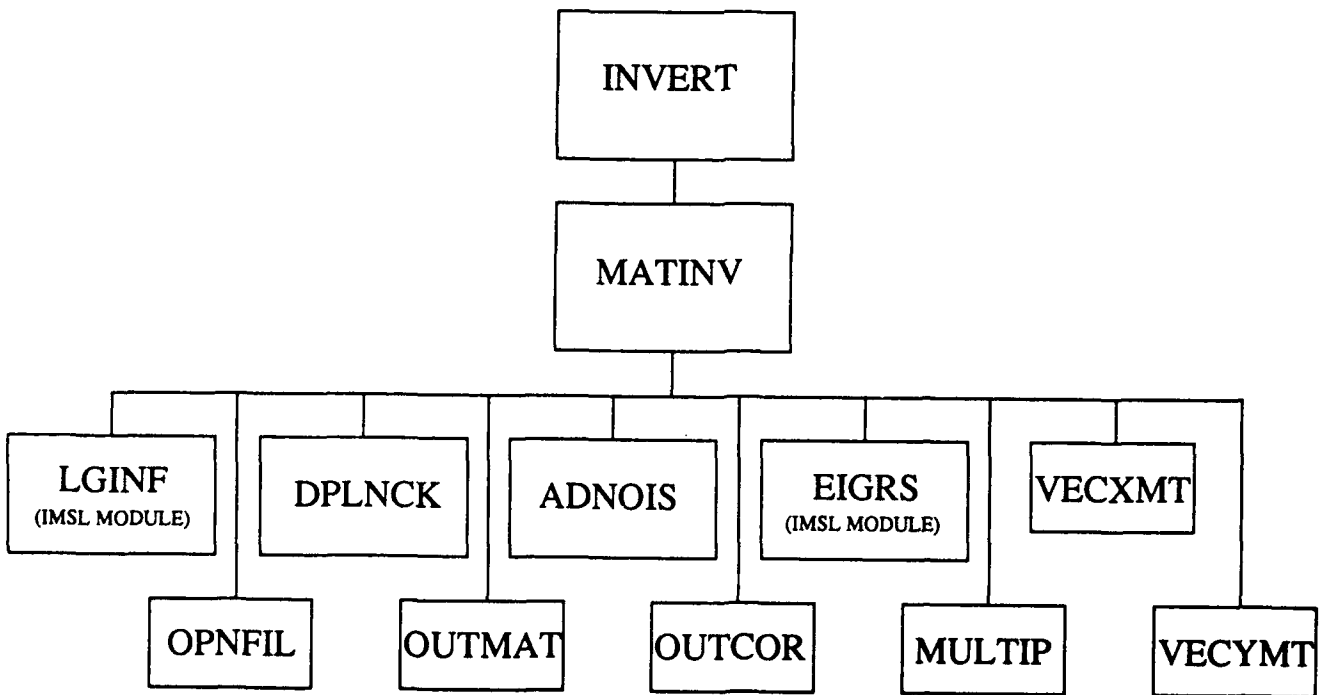 INVERT
MATINV
LGINF
(IMSL MODULE)
DPLNCK
ADNOIS
EIGRS
(IMSL MODULE)
VECXMT
OPNFIL
OUTMAT
OUTCOR
MULTIP
VECYMT